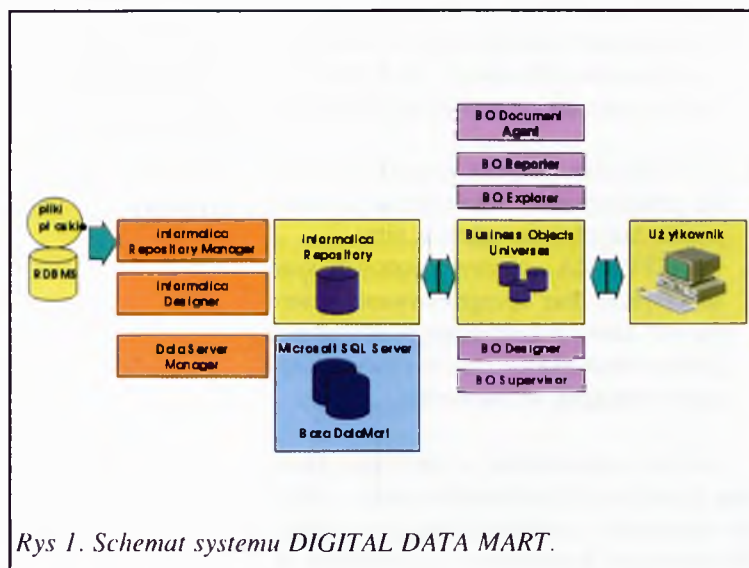 BO Document
Agent
BO Reporter
BO Explorer
pliki
płaskie
RDBMS
Informatica
Repository Manager
Informatica
Designer
Data Server
Manager
Informatica
Repository
Microsoft SQL Server
Baza DataMart
Business Objects
Universes
BO Designer
BO Supervisor
Użytkownik
Rys 1. Schemat systemu DIGITAL DATA MART.